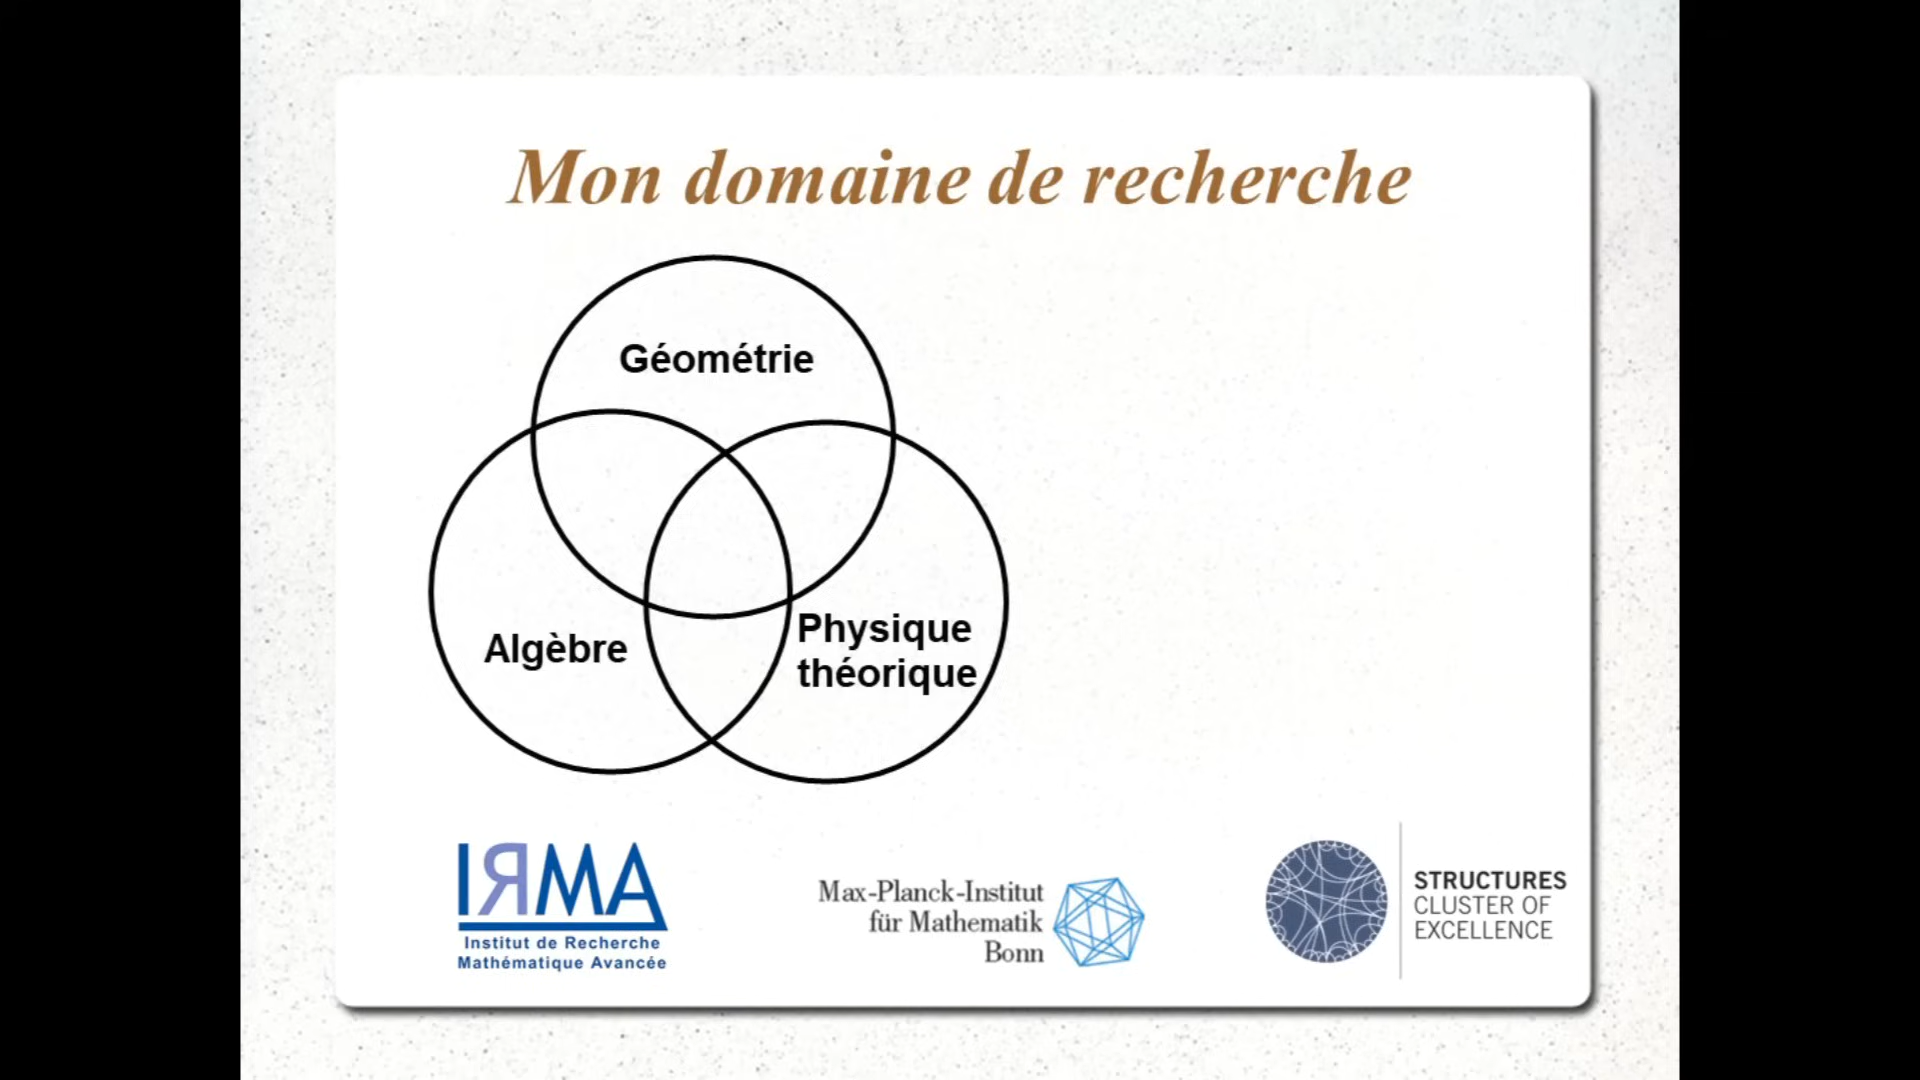 Mon domaine de recherche
Géométrie
Algèbre
Physique
théorique
IRMA
Institut de Recherche
Mathématique Avancée
Max-Planck-Institut
für Mathematik
Bonn
STRUCTURES
CLUSTER OF
EXCELLENCE